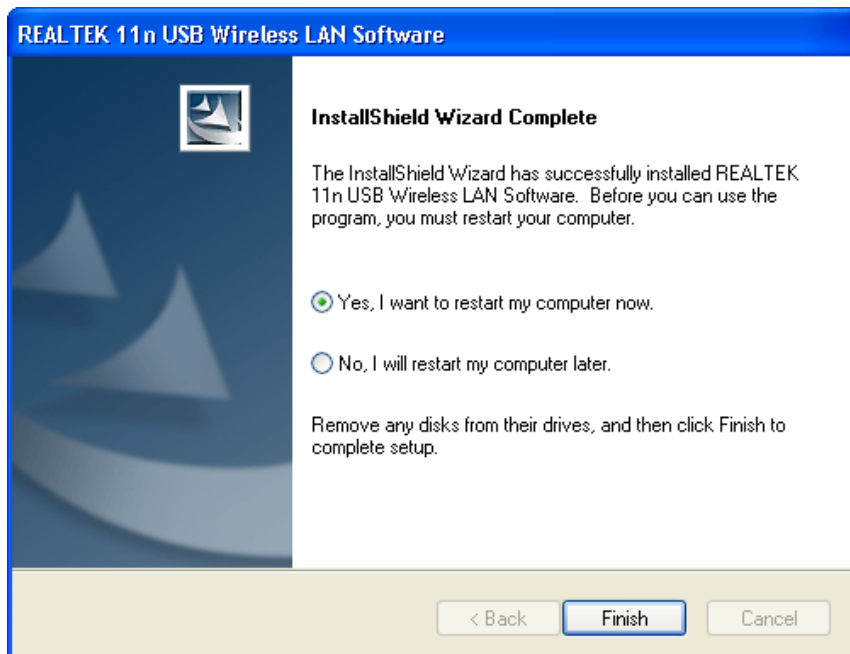 REALTEK 11n USB Wireless LAN Software
InstallShield Wizard Complete
The InstallShield Wizard has successfully installed REALTEK
11n USB Wireless LAN Software.  Before you can use the
program, you must restart your computer.
Yes, I want to restart my computer now.
No, I will restart my computer later.
Remove any disks from their drives, and then click Finish to
complete setup.
< Back
Finish
Cancel